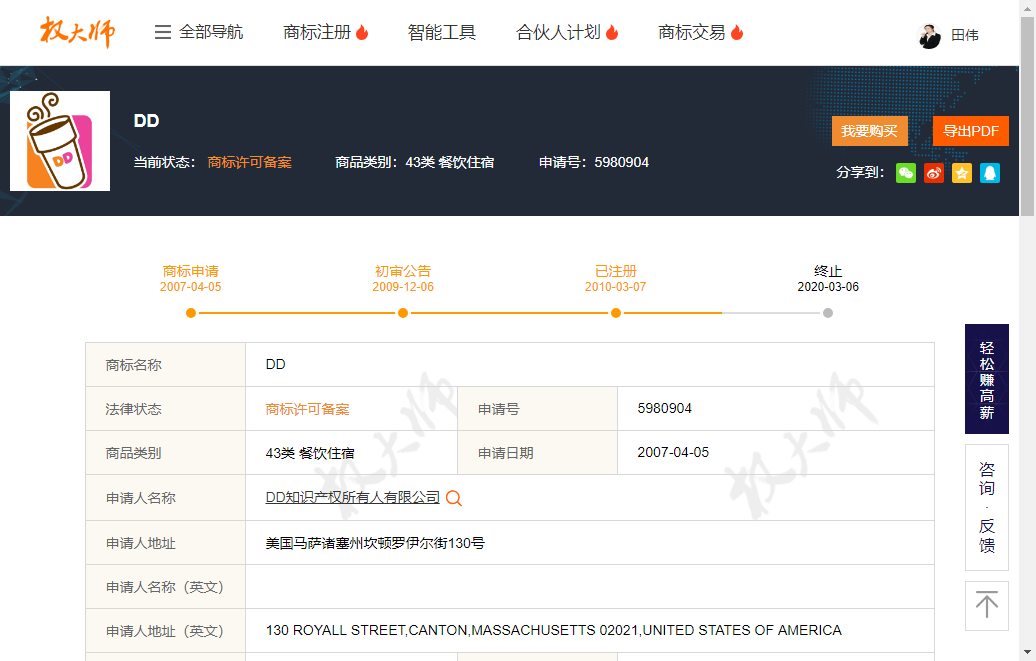 权大师
全部导航
商标注册
智能工具
合伙人计划
商标交易
田伟
DD
DD
当前状态：
商标许可备案
商品类别：43类 餐饮住宿
申请号：5980904
我要购买
导出PDF
分享到：
商标申请
2007-04-05
初审公告
2009-12-06
已注册
2010-03-07
终止
2020-03-06
商标名称
DD
法律状态
商标许可备案
申请号
5980904
商品类别
43类 餐饮住宿
申请日期
2007-04-05
申请人名称
DD知识产权所有人有限公司
申请人地址
美国马萨诸塞州坎顿罗伊尔街130号
申请人名称（英文）
申请人地址（英文）
130 ROYALL STREET,CANTON,MASSACHUSETTS 02021,UNITED STATES OF AMERICA
权大师
权大师
轻松赚高薪
咨询·反馈